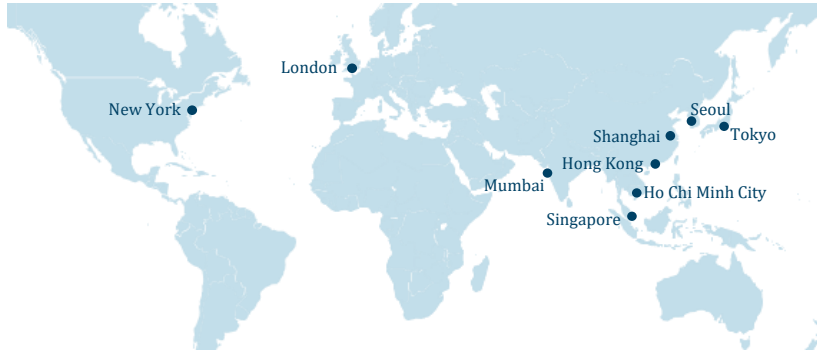 London
New York
Seoul
Shanghai
Tokyo
Hong Kong
Mumbai
Ho Chi Minh City
Singapore